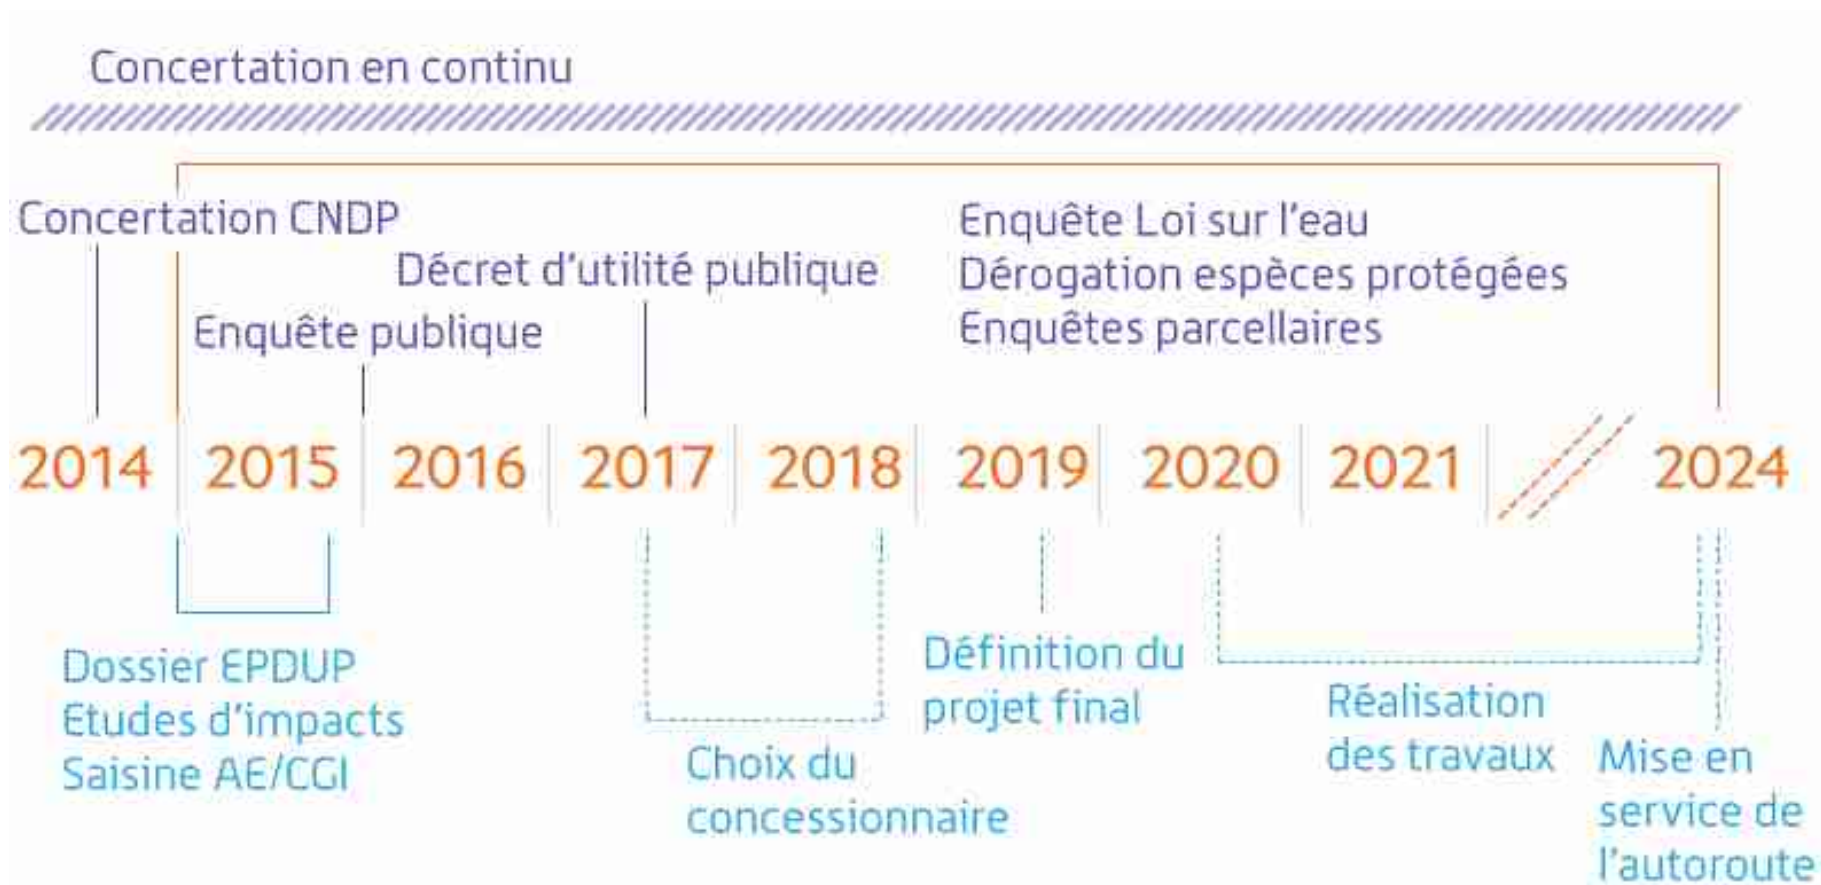 Concertation en continu
Concertation CNDP
Décret d'utilité publique
Enquête publique
Enquête Loi sur l'eau
Dérogation espèces protégées
Enquêtes parcellaires
2014 2015 2016 2017 2018 2019 2020 2021 2024
Dossier EPDUP
Etudes d'impacts
Saisine AE/CGI
Choix du
concessionnaire
Définition du
projet final
Réalisation
des travaux
Mise en
service de
l'autoroute